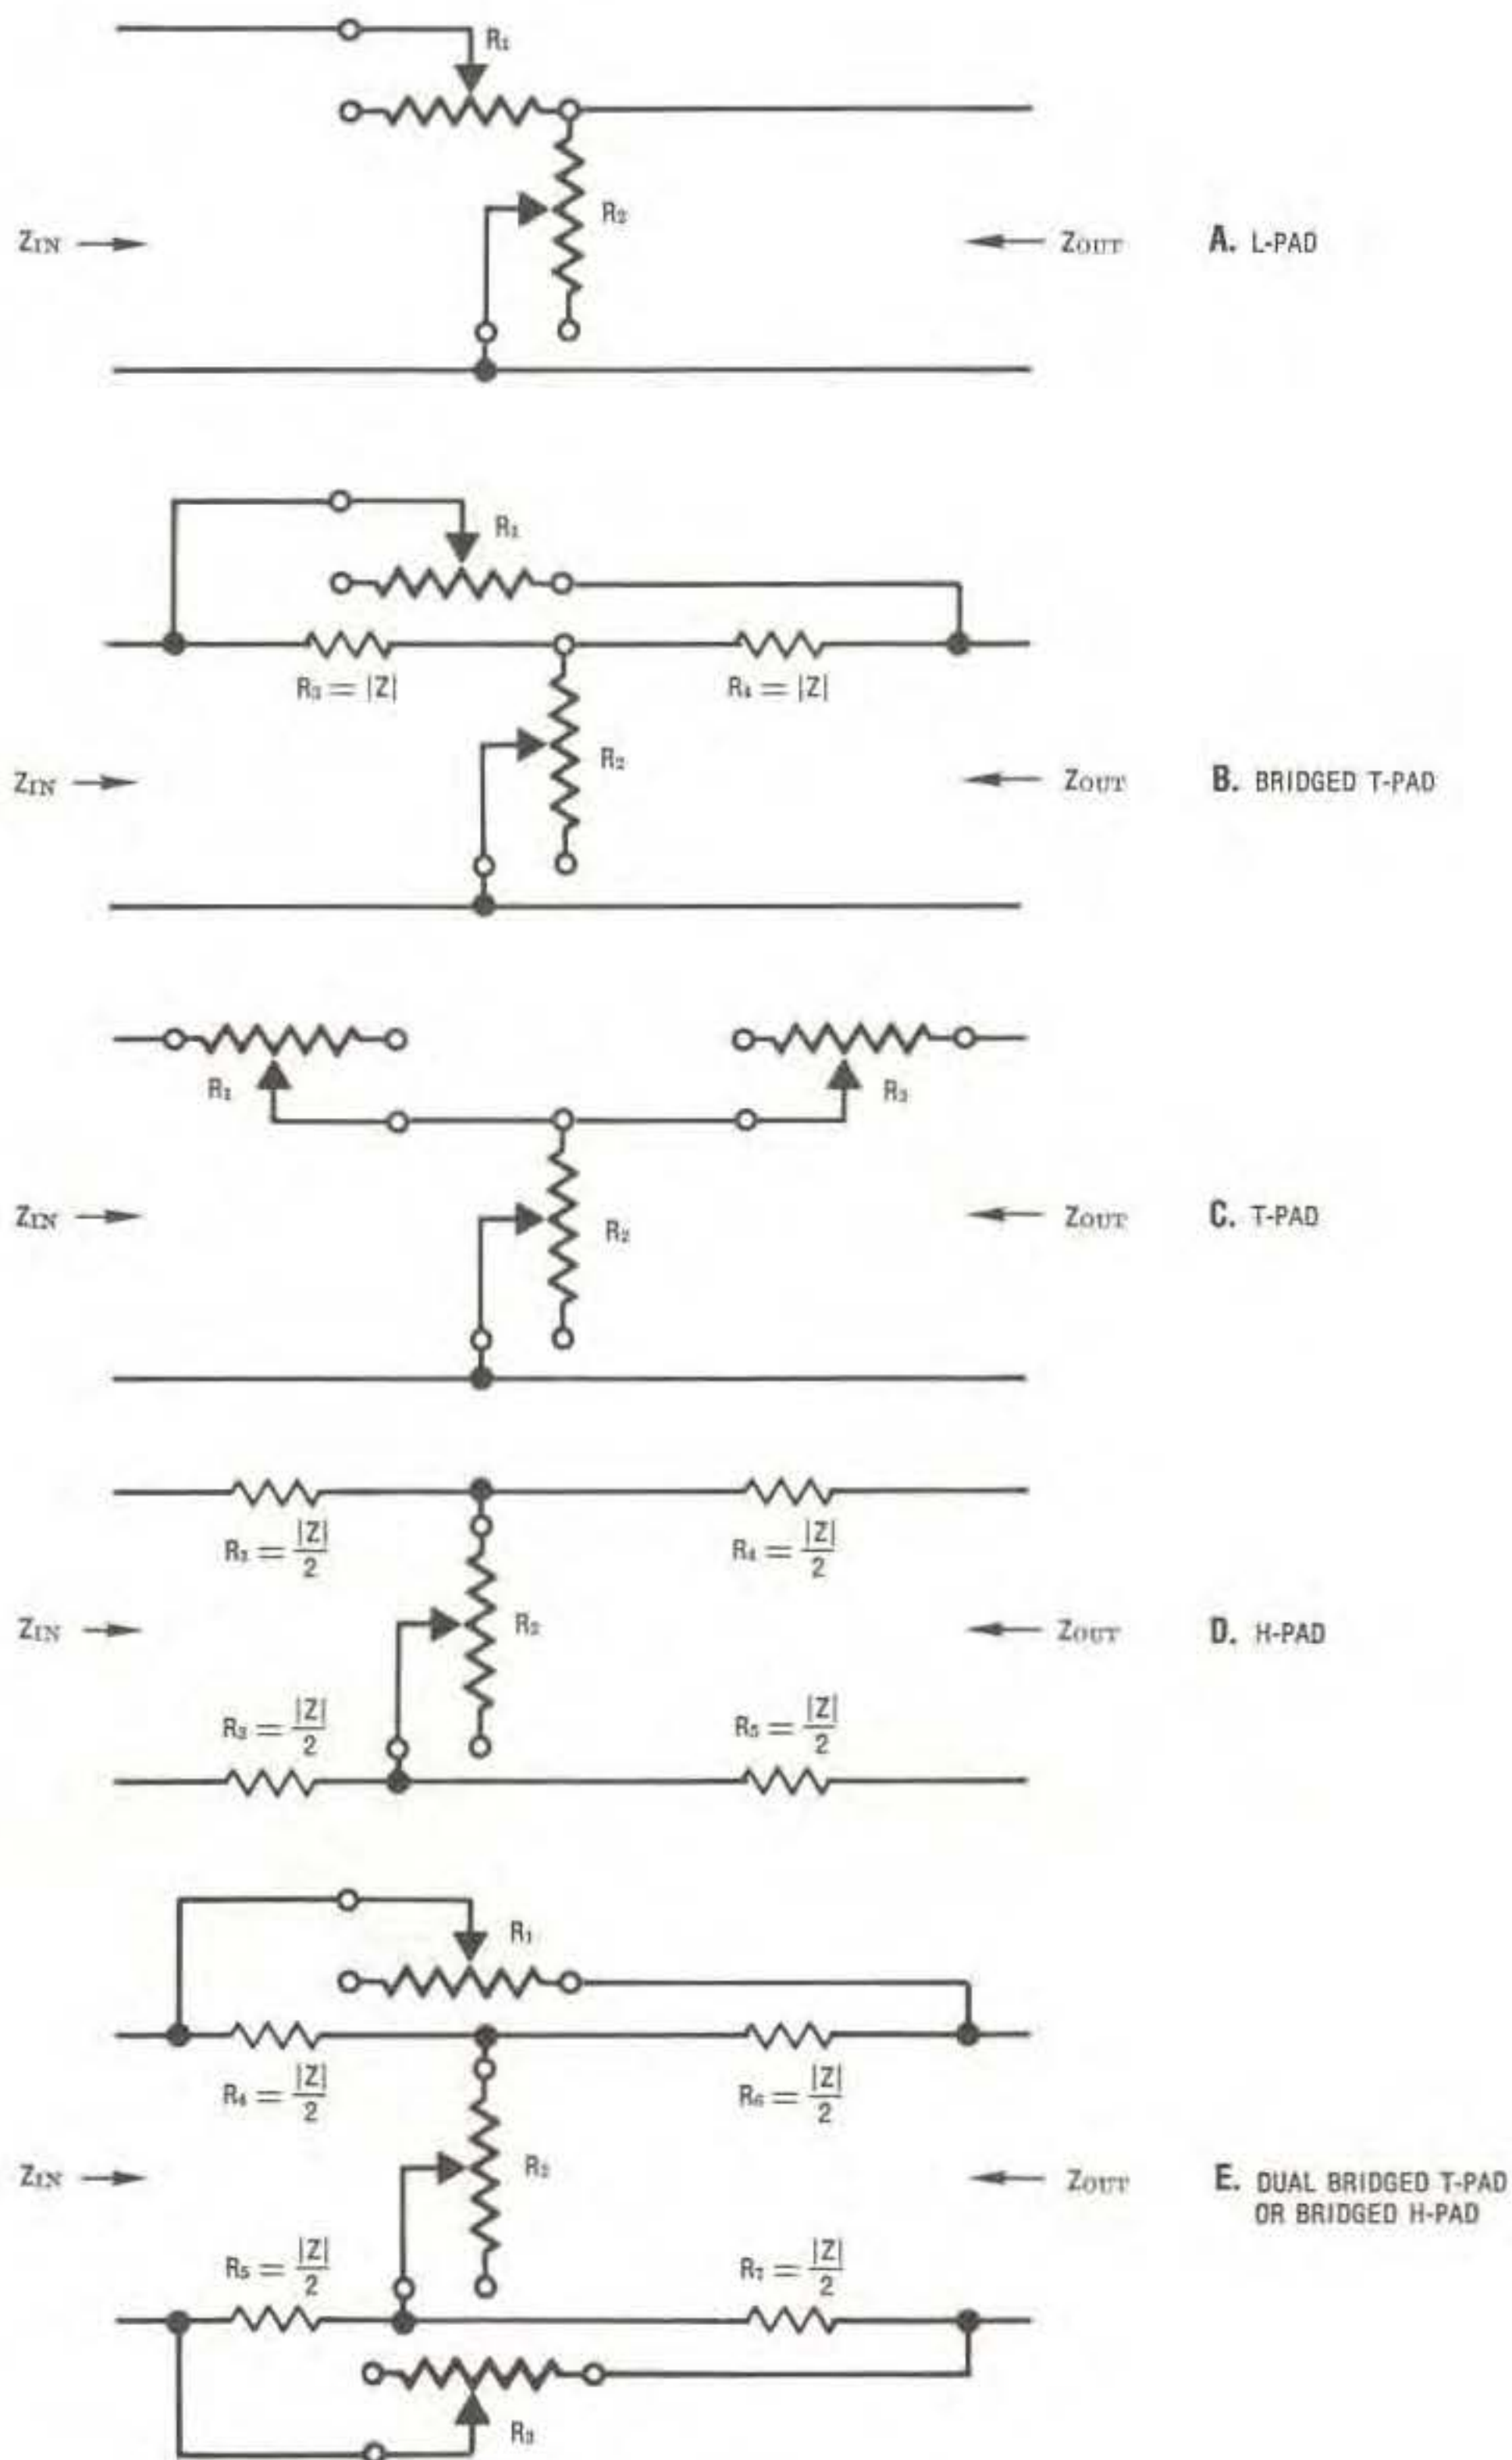 R₁
R₂
ZIN
ZOUT
A. L-PAD
R₁
R₃ = |Z|
R₄ = |Z|
R₂
ZIN
ZOUT
B. BRIDGED T-PAD
R₁
R₃
R₂
ZIN
ZOUT
C. T-PAD
R₁ = |Z|/2
R₄ = |Z|/2
R₂
ZIN
ZOUT
D. H-PAD
R₃ = |Z|/2
R₅ = |Z|/2
R₁
R₄ = |Z|/2
R₆ = |Z|/2
R₂
ZIN
ZOUT
E. DUAL BRIDGED T-PAD
OR BRIDGED H-PAD
R₅ = |Z|/2
R₇ = |Z|/2
R₃